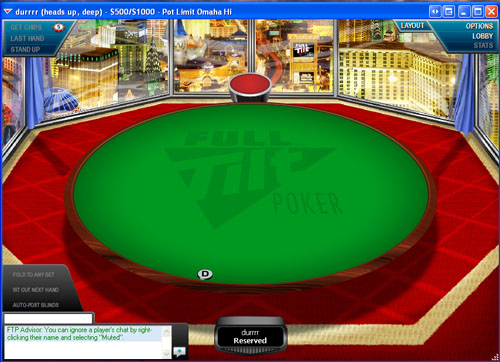 durrrr (heads up, deep) - $500/$1000 - Pot Limit Omaha Hi
GET CHIPS
LAST HAND
STAND UP
LAYOUT
OPTIONS
LOBBY
STATS
FULL
Tilt
POKER
D
FOLD TO ANY BET
SIT OUT NEXT HAND
AUTO-POST BLINDS
FTP Advisor: You can ignore a player's chat by right-
clicking their name and selecting "Muted".
durrrr
Reserved